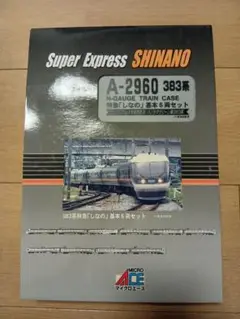 Super Express SHINANO
A-2960 383系
N-GAUGE TRAIN CASE
特急「しなの」基本6両セット
383系特急「しなの」基本6両セット
MICRO
ACE
マイクロエース